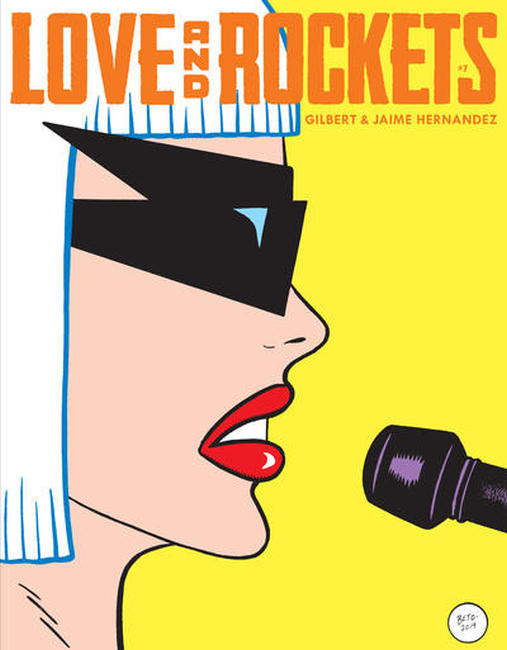 LOVE AND ROCKETS
#7
GILBERT & JAIME HERNANDEZ
BETO-
2019